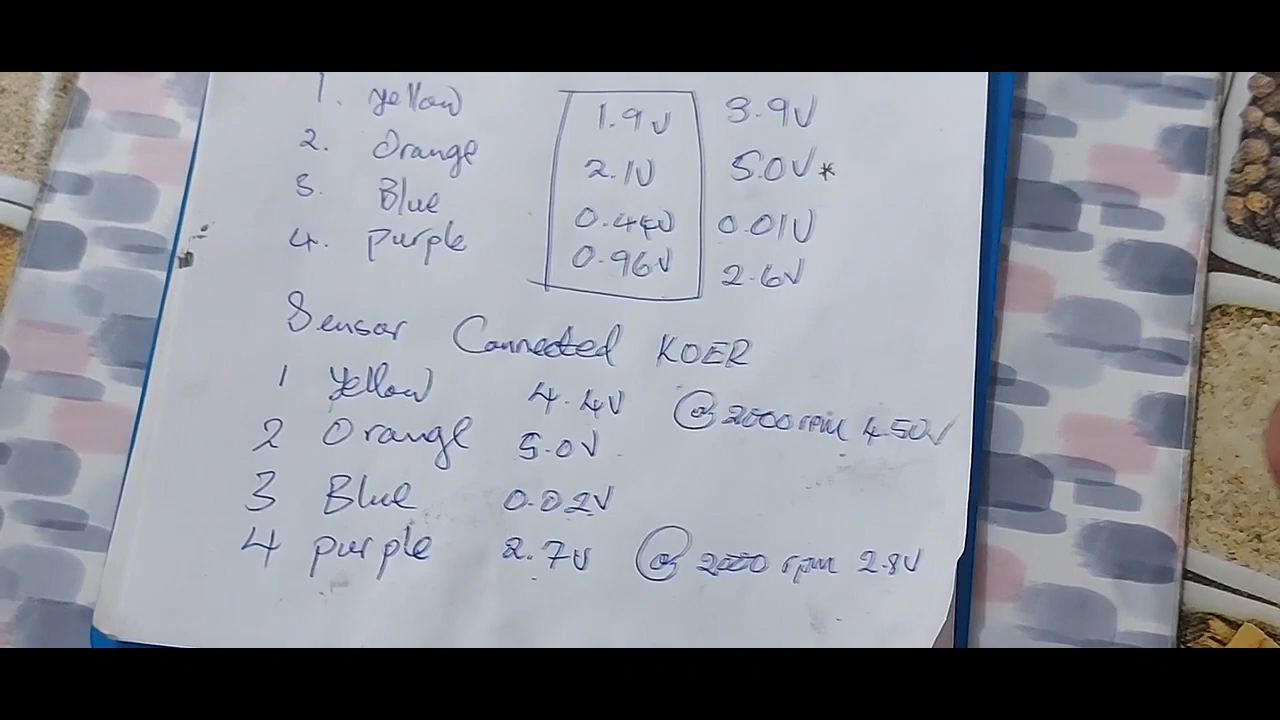 1. yellow 1.9V 3.9V
2. Orange 2.1V 5.0V*
3. Blue 0.44V 0.01V
4. purple 0.96V 2.6V
Sensor Connected KOER
1 yellow 4.4V @ 2000 rpm 4.50V
2 Orange 5.0V
3 Blue 0.02V
4 purple 2.7V @ 2000 rpm 2.8V